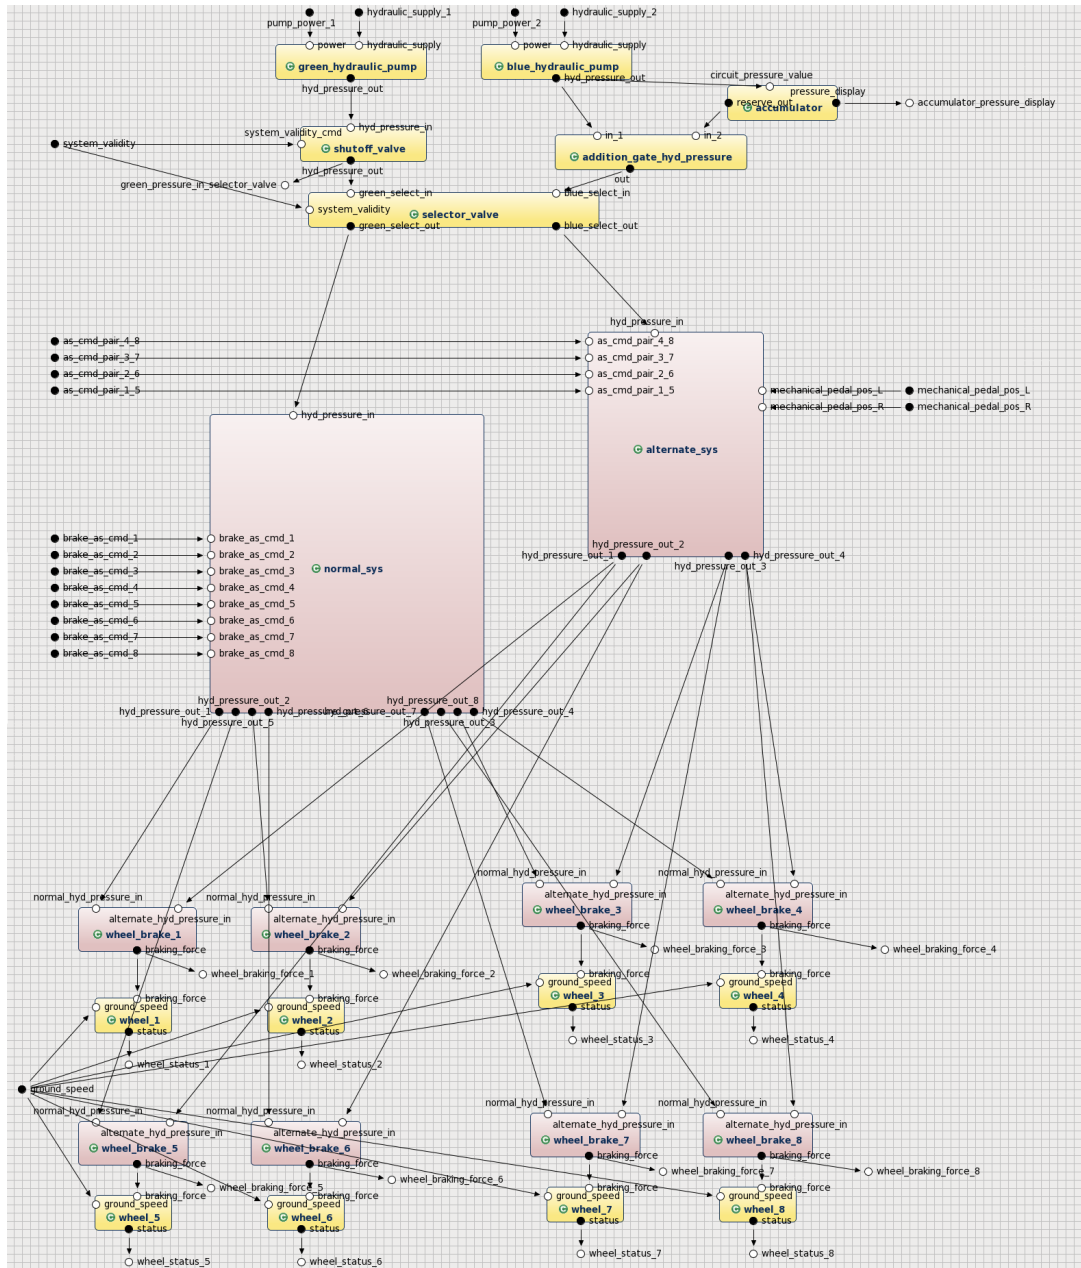 hydraulic_supply_1
hydraulic_supply_2
pump_power_1
pump_power_2
power
hydraulic_supply
power
hydraulic_supply
green_hydraulic_pump
blue_hydraulic_pump
circuit_pressure_value
hyd_pressure_out
hyd_pressure_out
pressure_display
reserve_out
accumulator_pressure_display
accumulator
hyd_pressure_in
system_validity_cmd
in_1
in_2
system_validity
shutoff_valve
addition_gate_hyd_pressure
hyd_pressure_out
out
green_pressure_in_selector_valve
green_select_in
blue_select_in
system_validity
selector_valve
green_select_out
blue_select_out
hyd_pressure_in
as_cmd_pair_4_8
as_cmd_pair_4_8
as_cmd_pair_3_7
as_cmd_pair_3_7
as_cmd_pair_2_6
as_cmd_pair_2_6
as_cmd_pair_1_5
as_cmd_pair_1_5
mechanical_pedal_pos_L
mechanical_pedal_pos_L
mechanical_pedal_pos_R
mechanical_pedal_pos_R
hyd_pressure_in
alternate_sys
brake_as_cmd_1
brake_as_cmd_1
hyd_pressure_out_2
brake_as_cmd_2
brake_as_cmd_2
hyd_pressure_out_1
hyd_pressure_out_4
hyd_pressure_out_3
brake_as_cmd_3
brake_as_cmd_3
normal_sys
brake_as_cmd_4
brake_as_cmd_4
brake_as_cmd_5
brake_as_cmd_5
brake_as_cmd_6
brake_as_cmd_6
brake_as_cmd_7
brake_as_cmd_7
brake_as_cmd_8
brake_as_cmd_8
hyd_pressure_out_2
hyd_pressure_out_8
hyd_pressure_out_1
hyd_pressure_out_4
hyd_pressure_out_5
hyd_pressure_out_3
normal_hyd_pressure_in
normal_hyd_pressure_in
alternate_hyd_pressure_in
alternate_hyd_pressure_in
wheel_brake_3
wheel_brake_4
normal_hyd_pressure_in
normal_hyd_pressure_in
alternate_hyd_pressure_in
alternate_hyd_pressure_in
braking_force
braking_force
wheel_brake_1
wheel_brake_2
braking_force
braking_force
wheel_braking_force_3
wheel_braking_force_4
wheel_braking_force_1
wheel_braking_force_2
braking_force
braking_force
ground_speed
ground_speed
wheel_3
wheel_4
braking_force
braking_force
ground_speed
ground_speed
status
status
wheel_1
wheel_2
status
status
wheel_status_3
wheel_status_4
wheel_status_1
wheel_status_2
ground_speed
normal_hyd_pressure_in
normal_hyd_pressure_in
normal_hyd_pressure_in
normal_hyd_pressure_in
alternate_hyd_pressure_in
alternate_hyd_pressure_in
alternate_hyd_pressure_in
alternate_hyd_pressure_in
wheel_brake_7
wheel_brake_8
wheel_brake_5
wheel_brake_6
braking_force
braking_force
braking_force
braking_force
wheel_braking_force_7
wheel_braking_force_8
wheel_braking_force_6
wheel_braking_force_5
braking_force
braking_force
braking_force
braking_force
ground_speed
ground_speed
ground_speed
ground_speed
wheel_7
wheel_8
wheel_5
wheel_6
status
status
status
status
wheel_status_7
wheel_status_8
wheel_status_5
wheel_status_6